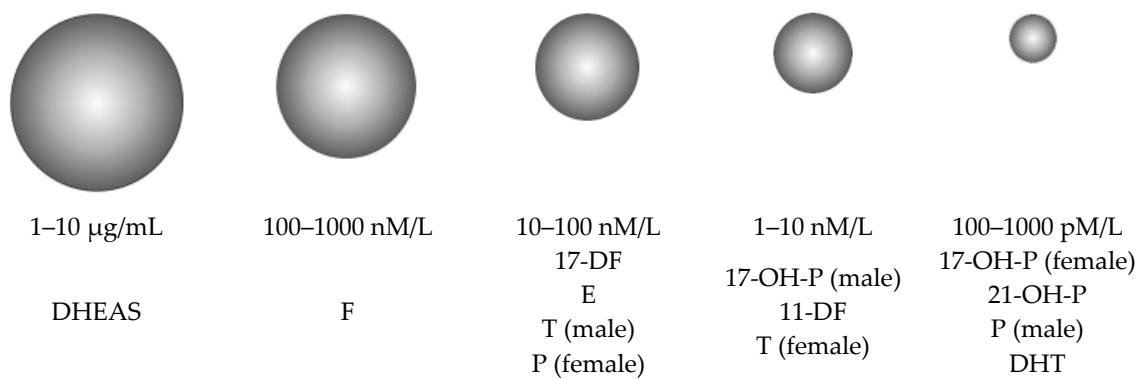 1–10 µg/mL
100–1000 nM/L
10–100 nM/L
1–10 nM/L
100–1000 pM/L
DHEAS
F
17-DF
E
T (male)
P (female)
17-OH-P (male)
11-DF
T (female)
17-OH-P (female)
21-OH-P
P (male)
DHT